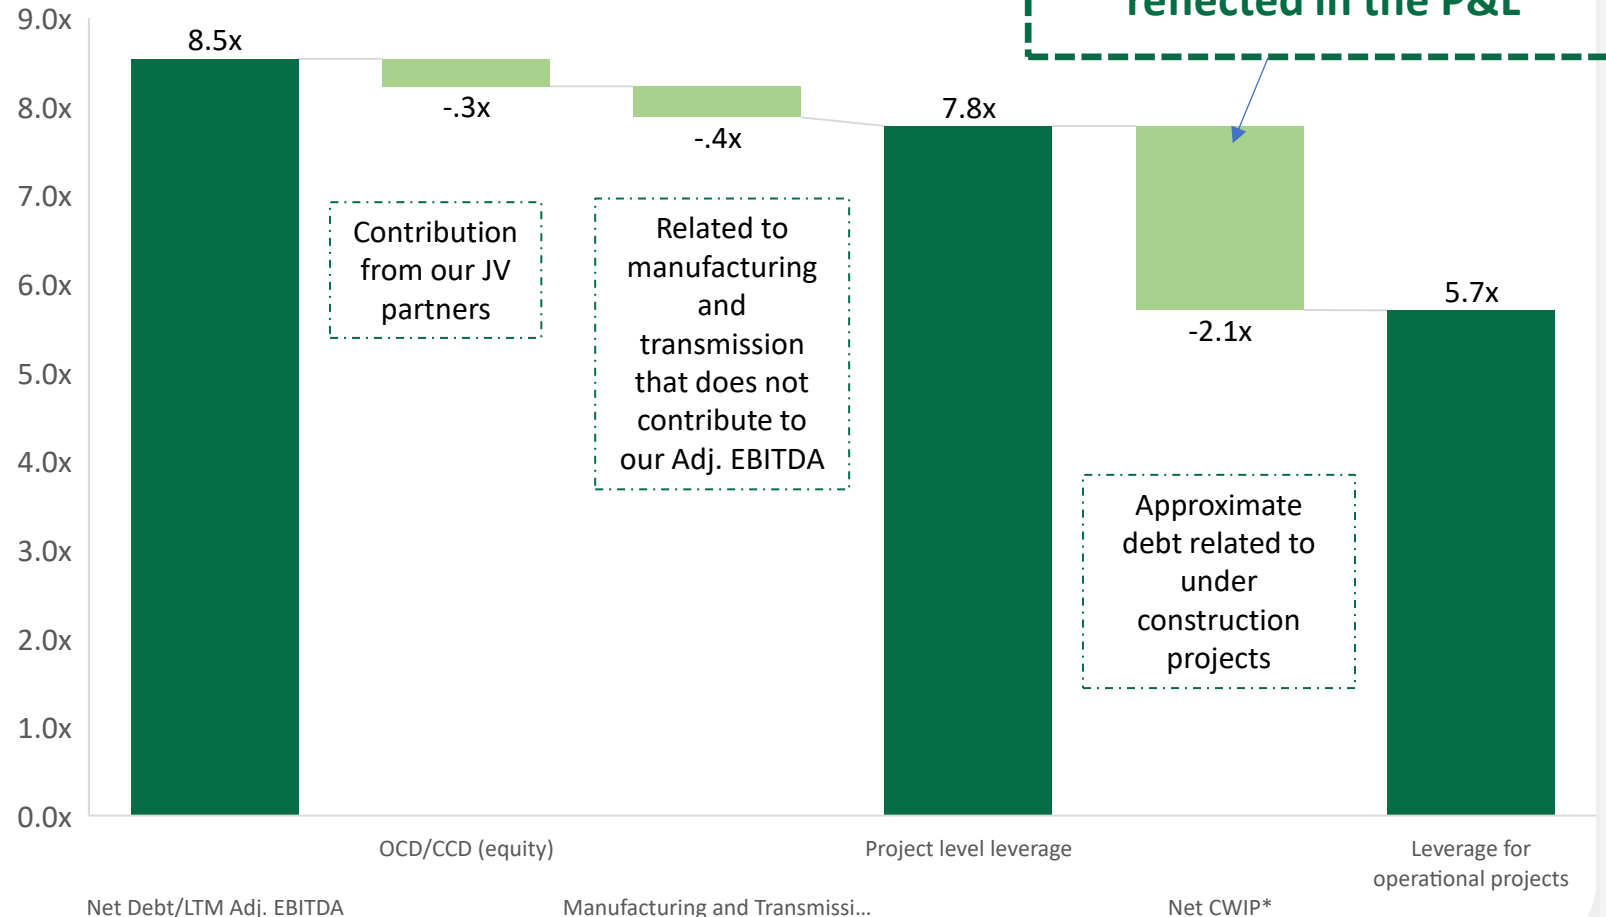 reflected in the P&L
9.0x
8.0x
7.0x
6.0x
5.0x
4.0x
3.0x
2.0x
1.0x
0.0x
8.5x
-.3x
-.4x
7.8x
-2.1x
5.7x
Contribution
from our JV
partners
Related to
manufacturing
and
transmission
that does not
contribute to
our Adj. EBITDA
Approximate
debt related to
under
construction
projects
OCD/CCD (equity)
Project level leverage
Leverage for
operational projects
Net Debt/LTM Adj. EBITDA
Manufacturing and Transmissi...
Net CWIP*